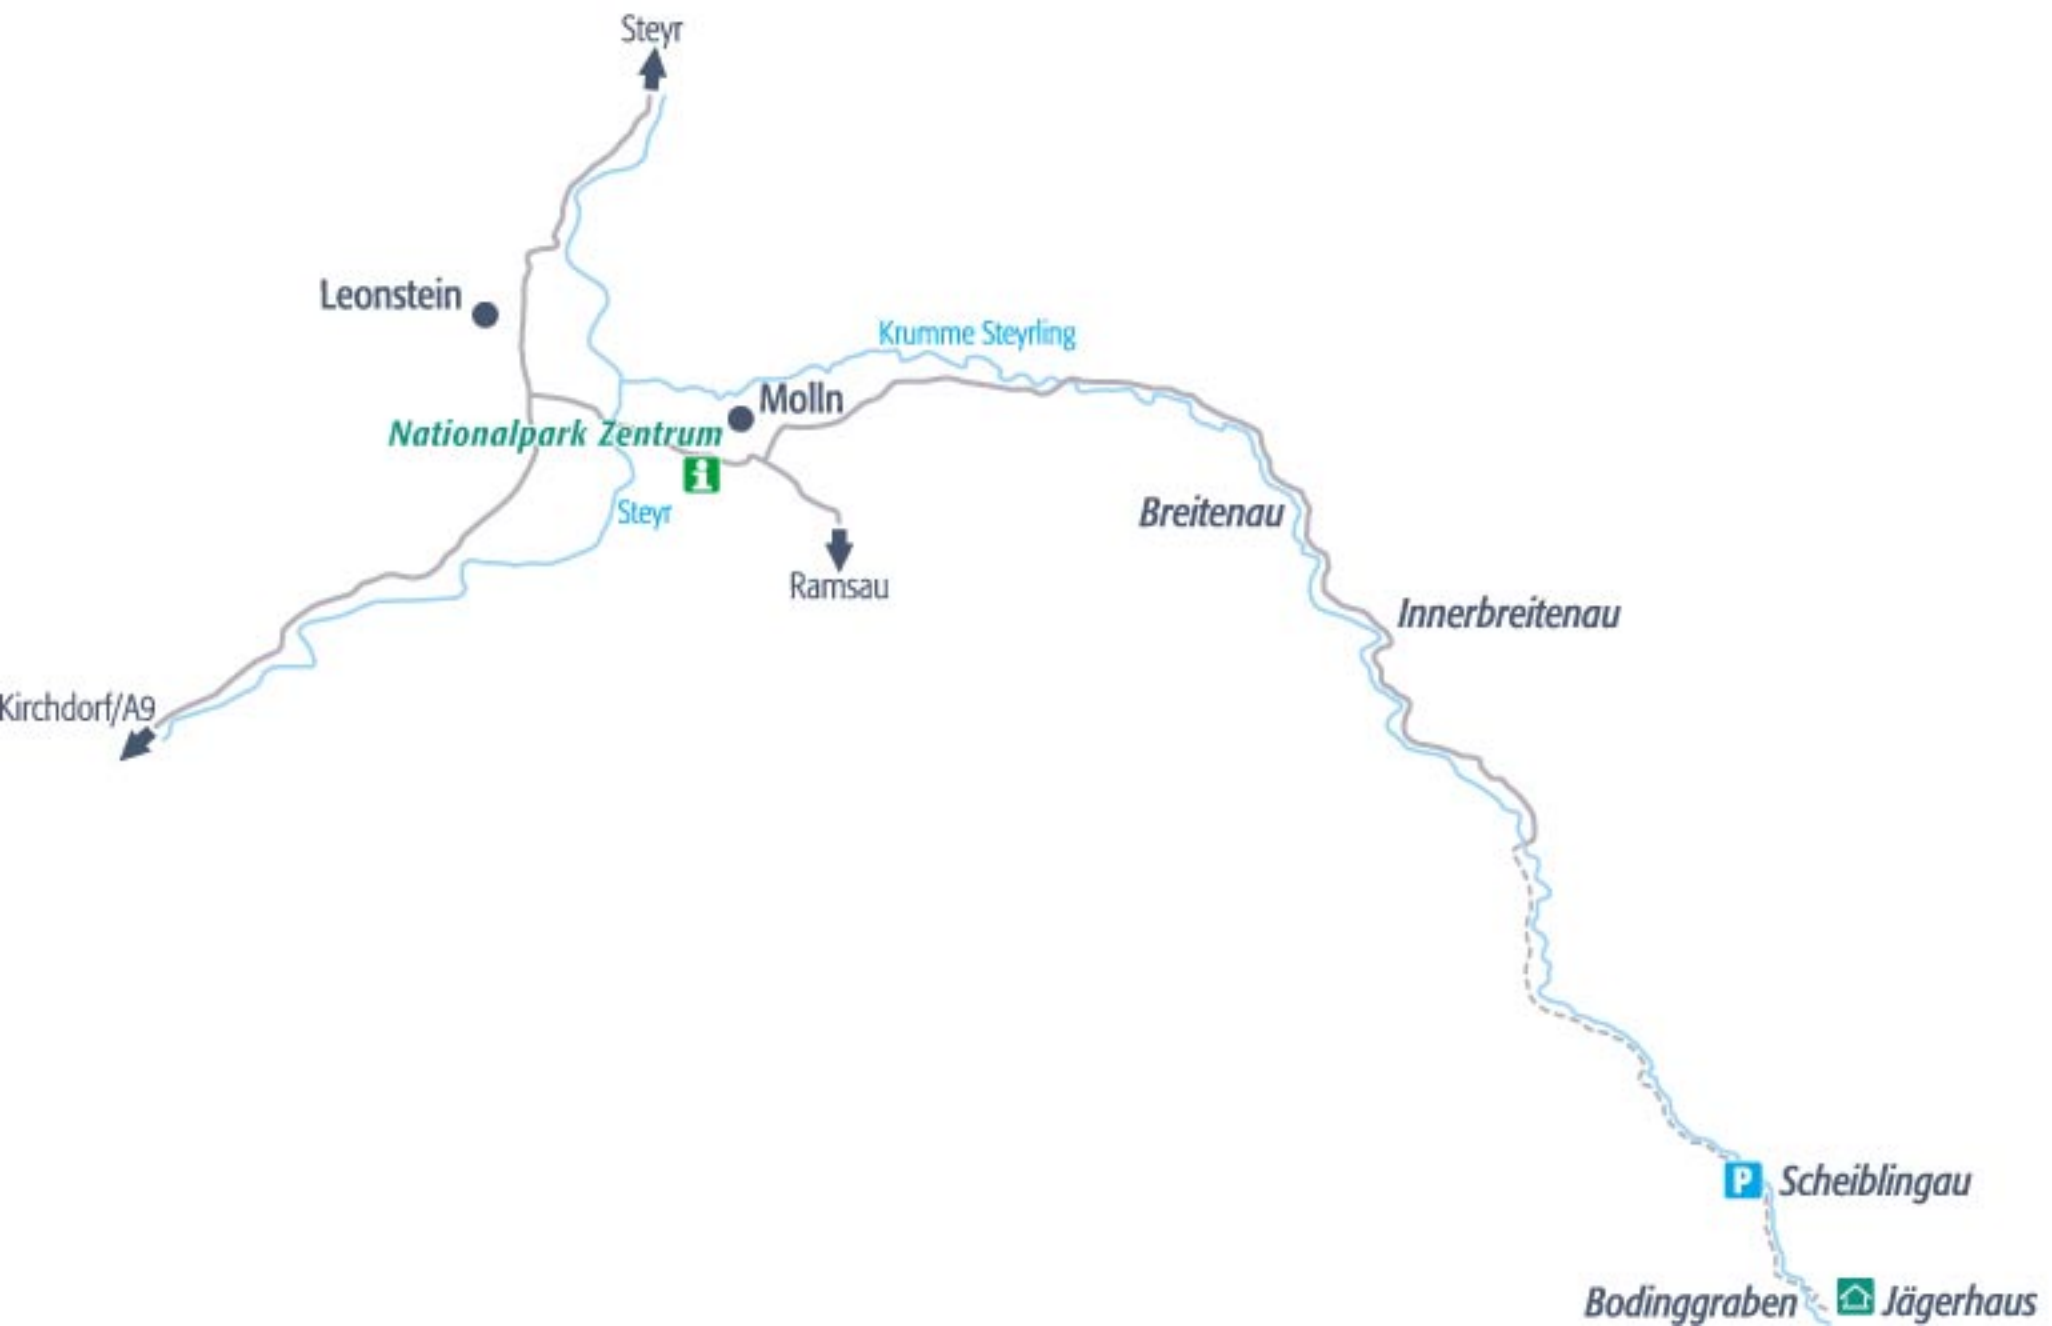 Steyr
Leonstein
Krumme Steyrling
Molln
Nationalpark Zentrum
i
Steyr
Breitenau
Ramsau
Innerbreitenau
Kirchdorf/A9
P Scheiblingau
Bodinggraben
Jägerhaus